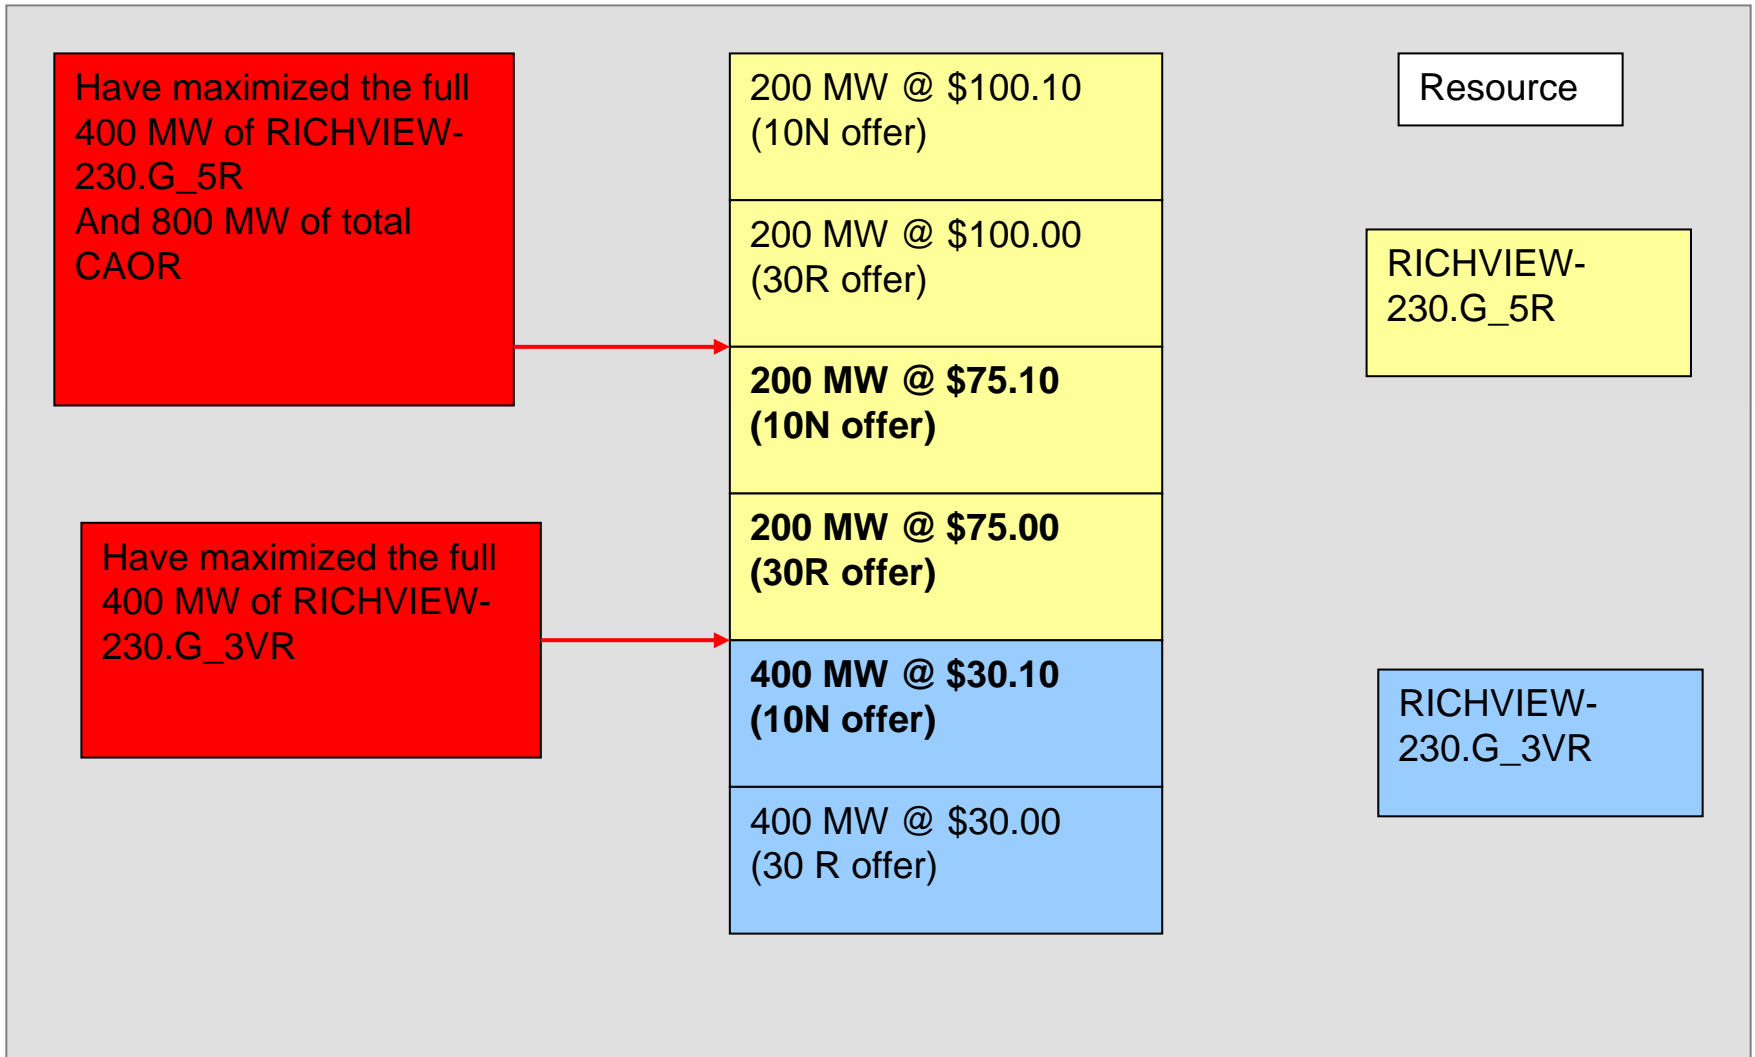 Have maximized the full
400 MW of RICHVIEW-
230.G_5R
And 800 MW of total
CAOR
Have maximized the full
400 MW of RICHVIEW-
230.G_3VR
200 MW @ $100.10
(10N offer)
200 MW @ $100.00
(30R offer)
200 MW @ $75.10
(10N offer)
200 MW @ $75.00
(30R offer)
400 MW @ $30.10
(10N offer)
400 MW @ $30.00
(30 R offer)
Resource
RICHVIEW-
230.G_5R
RICHVIEW-
230.G_3VR